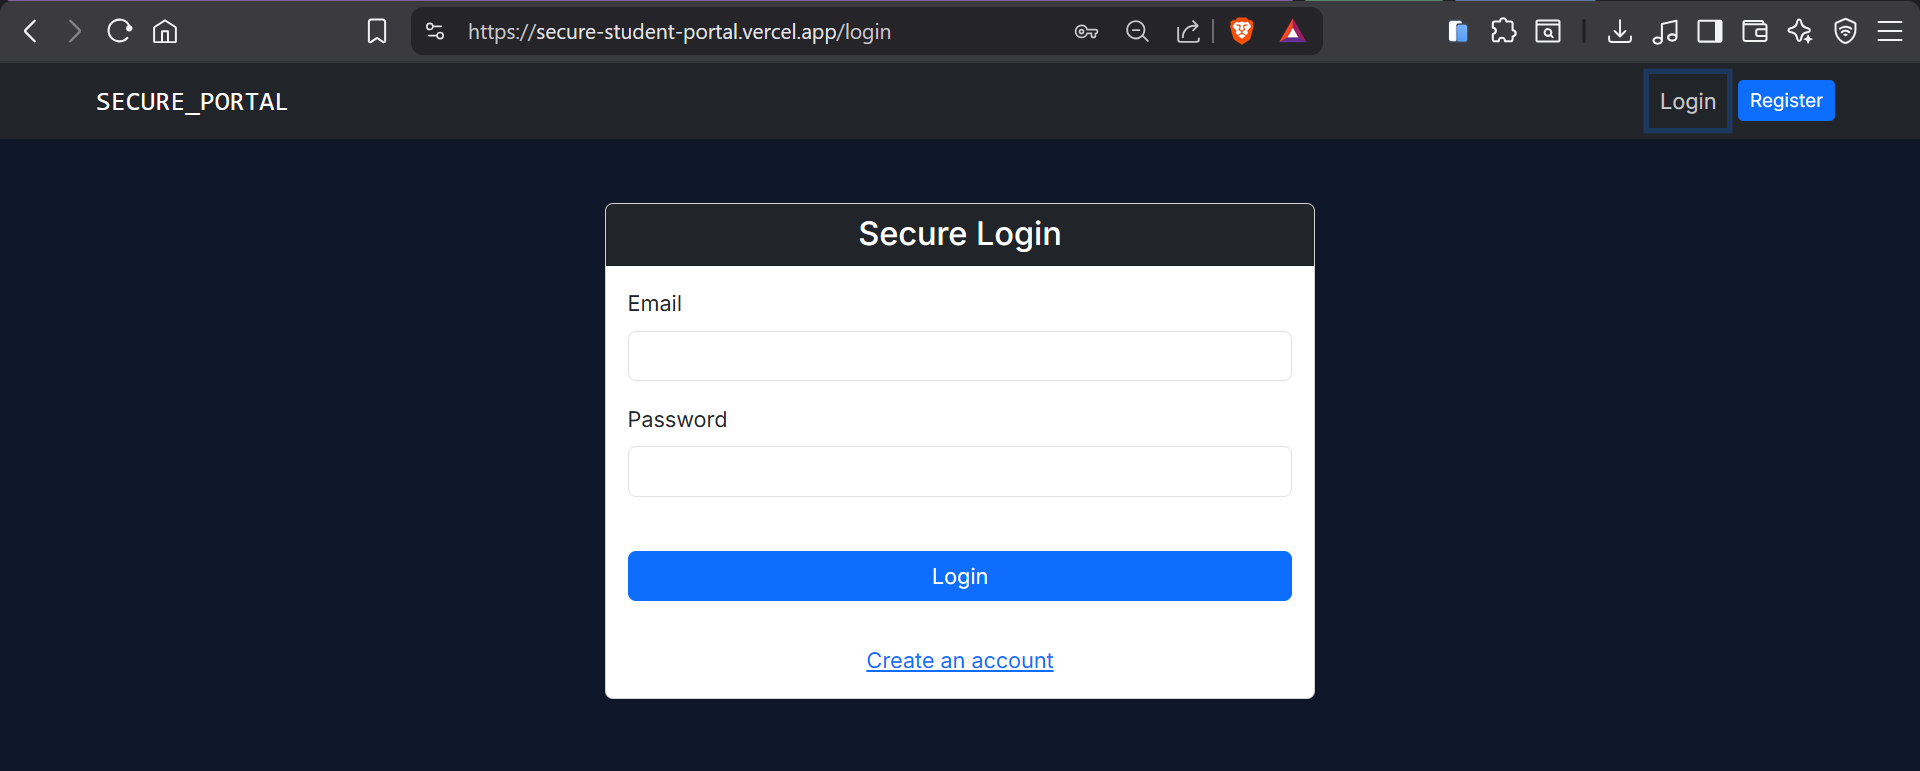 https://secure-student-portal.vercel.app/login
SECURE_PORTAL
Login
Register
Secure Login
Email
Password
Login
Create an account